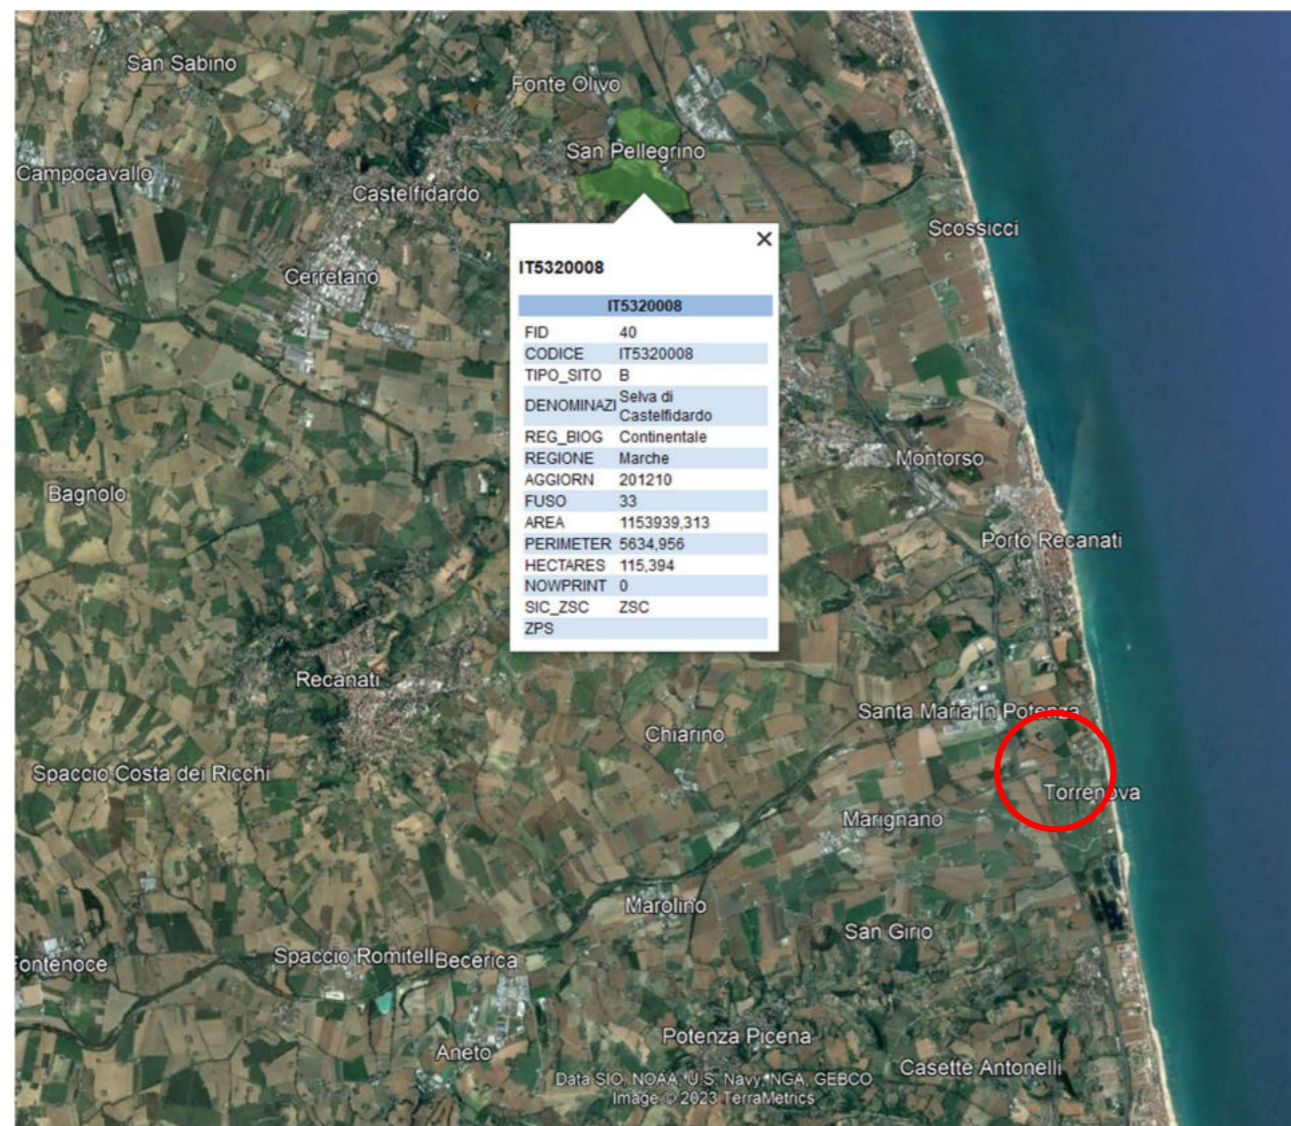 San Sabino
Fonte Olivo
San Pellegrino
Campocavallo
Castelfidardo
Scossicci
Cerretano
IT5320008
IT5320008
FID 40
CODICE IT5320008
TIPO_SITO B
DENOMINAZI Selva di
Castelfidardo
REG_BIOG Continentale
REGIONE Marche
AGGIORN 201210
FUSO 33
AREA 1153939,313
PERIMETER 5634,956
HECTARES 115,394
NOWPRINT 0
SIC_ZSC ZSC
ZPS
Montorso
Bagnolo
Porto Recanati
Recanati
Santa Maria In Potenza
Chiarino
Spaccio Costa dei Ricchi
Torrenova
Marignano
Marolino
San Girio
Spaccio Romitell
Becerica
ontenoce
Potenza Picena
Aneto
Casette Antonelli
Data SIO, NOAA, U.S. Navy, NGA, GEBCO
Image © 2023 TerraMetrics